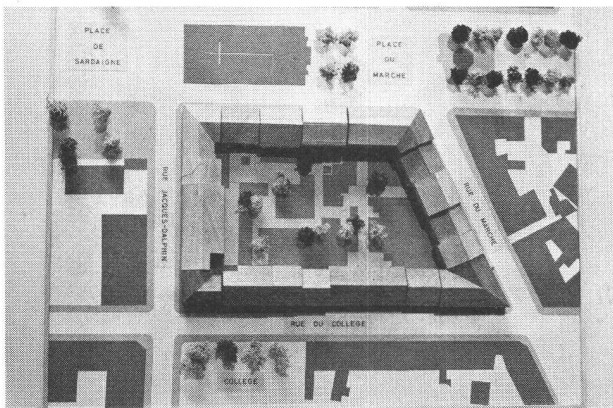 PLACE
DE
SARDAIGNE
PLACE
DU
MARCHE
RUE JACQUES-DALPHIN
RUE DU MARCHE
RUE DU COLLEGE
COLLEGE